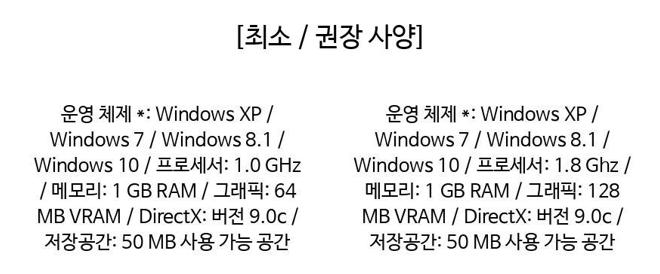 [최소 / 권장 사양]
운영 체제 *: Windows XP /
Windows 7 / Windows 8.1 /
Windows 10 / 프로세서: 1.0 GHz
/ 메모리: 1 GB RAM / 그래픽: 64
MB VRAM / DirectX: 버전 9.0c /
저장공간: 50 MB 사용 가능 공간
운영 체제 *: Windows XP /
Windows 7 / Windows 8.1 /
Windows 10 / 프로세서: 1.8 Ghz /
메모리: 1 GB RAM / 그래픽: 128
MB VRAM / DirectX: 버전 9.0c /
저장공간: 50 MB 사용 가능 공간